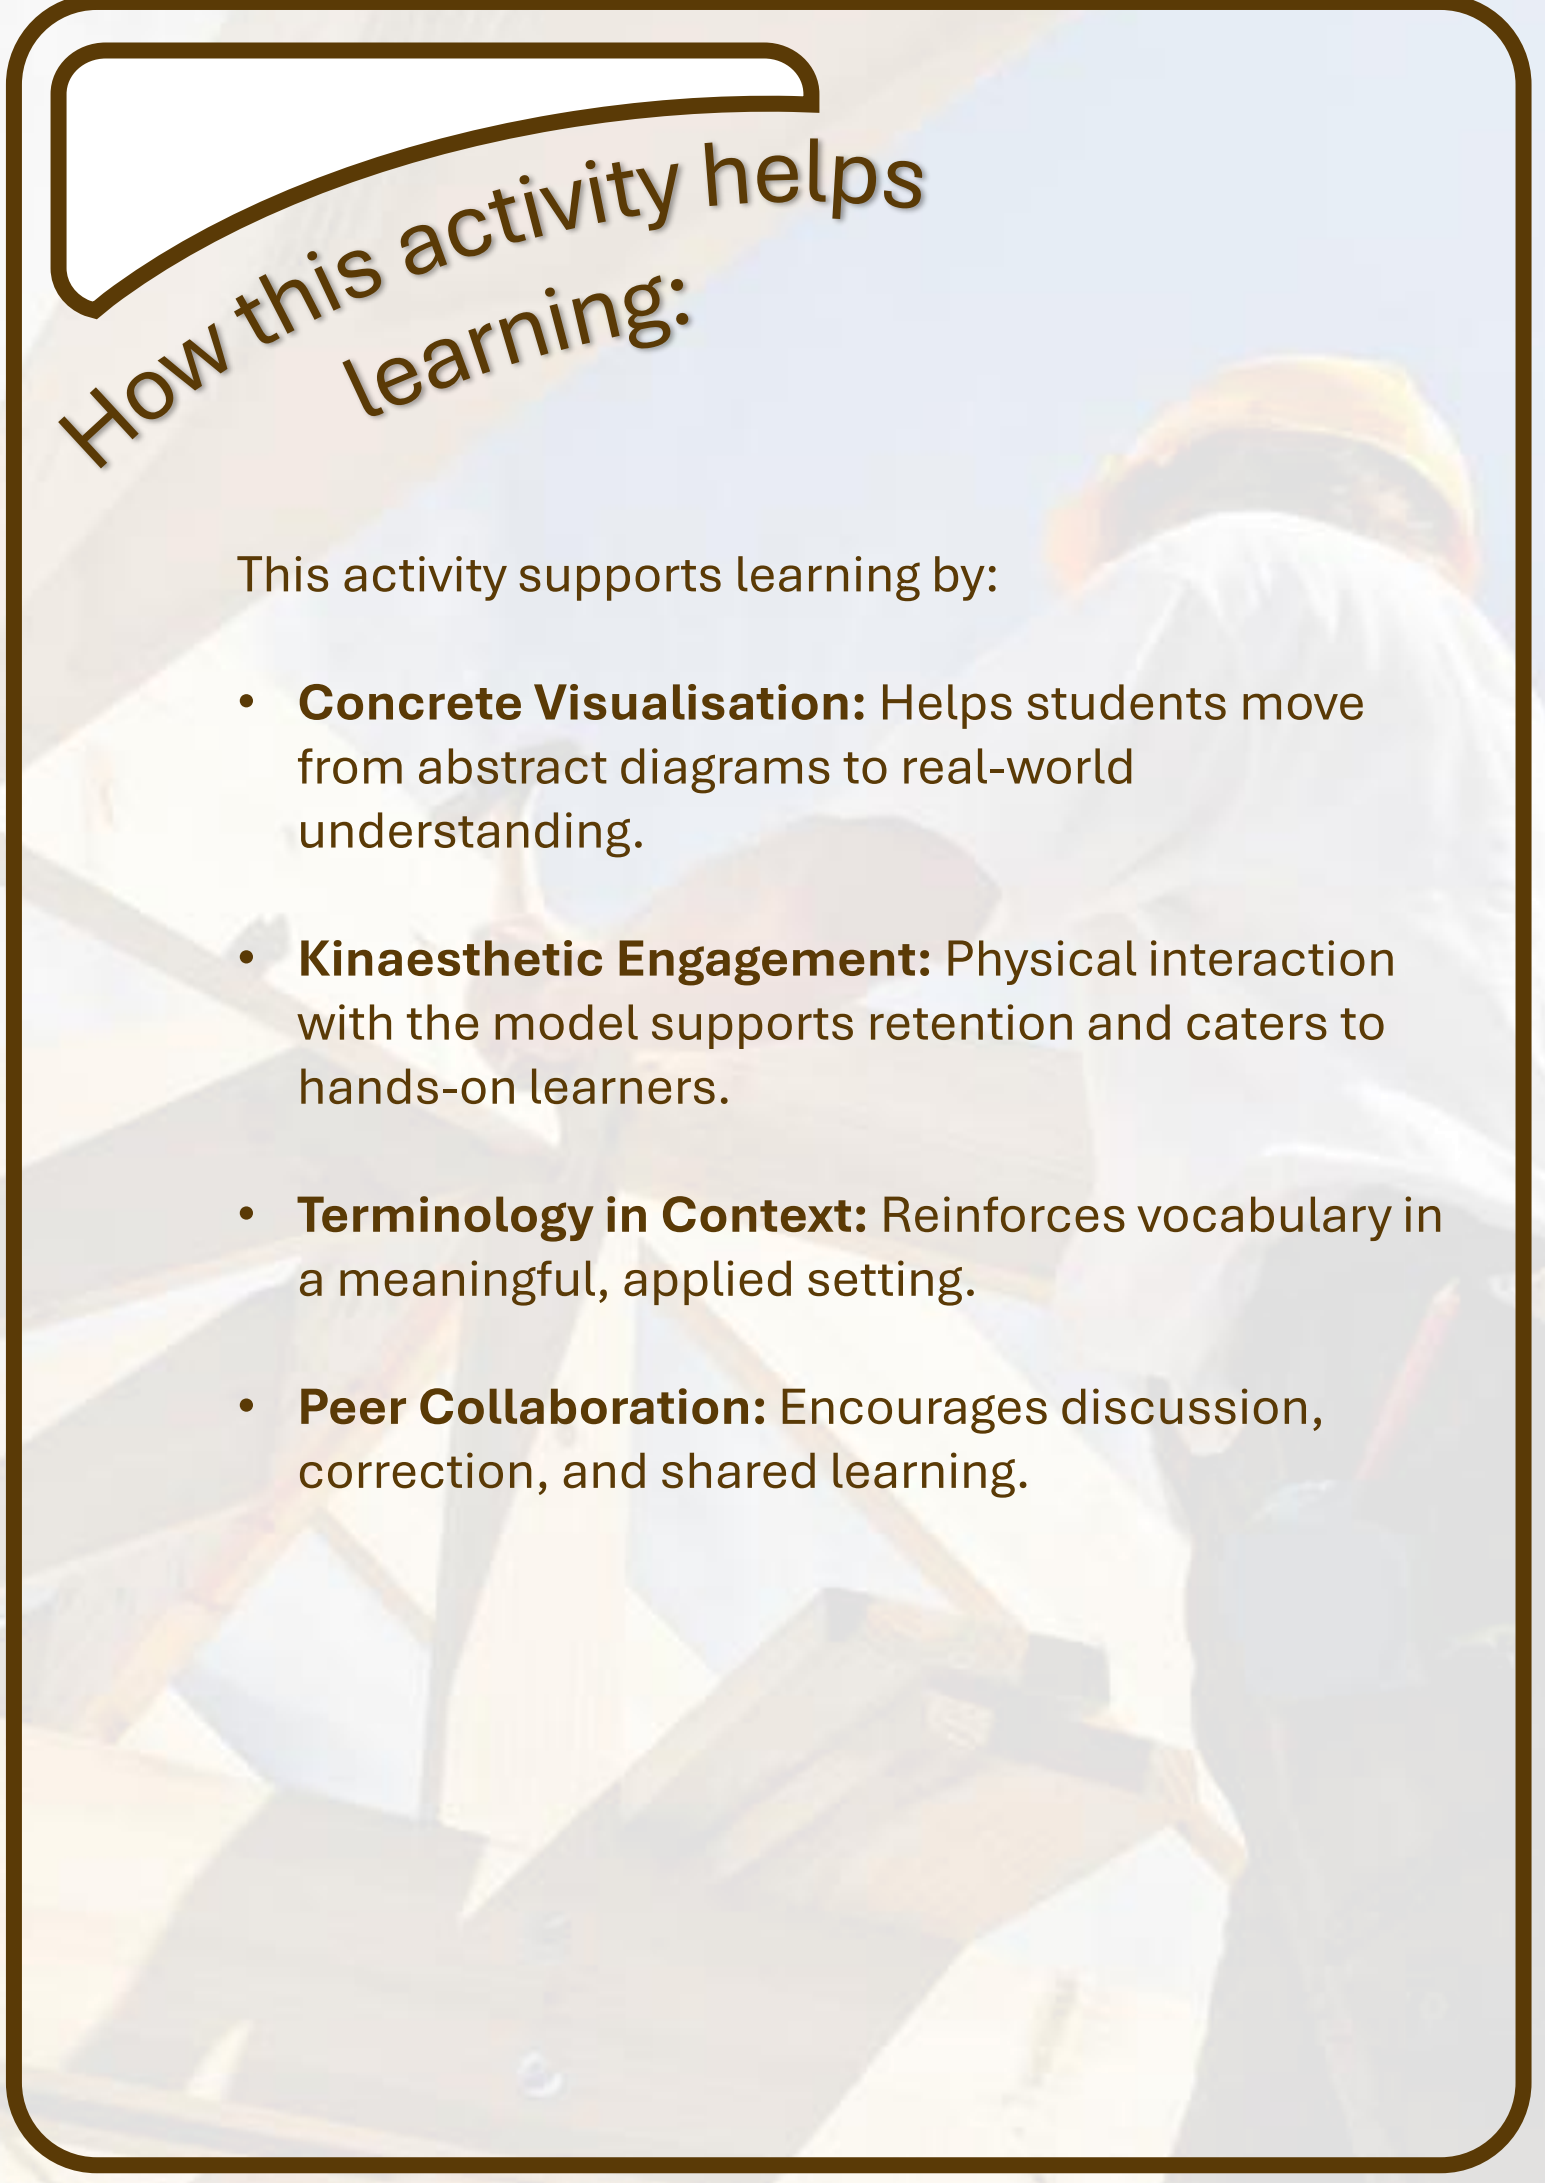 How this activity helps
learning:
This activity supports learning by:
• Concrete Visualisation: Helps students move
from abstract diagrams to real-world
understanding.
• Kinaesthetic Engagement: Physical interaction
with the model supports retention and caters to
hands-on learners.
• Terminology in Context: Reinforces vocabulary in
a meaningful, applied setting.
• Peer Collaboration: Encourages discussion,
correction, and shared learning.